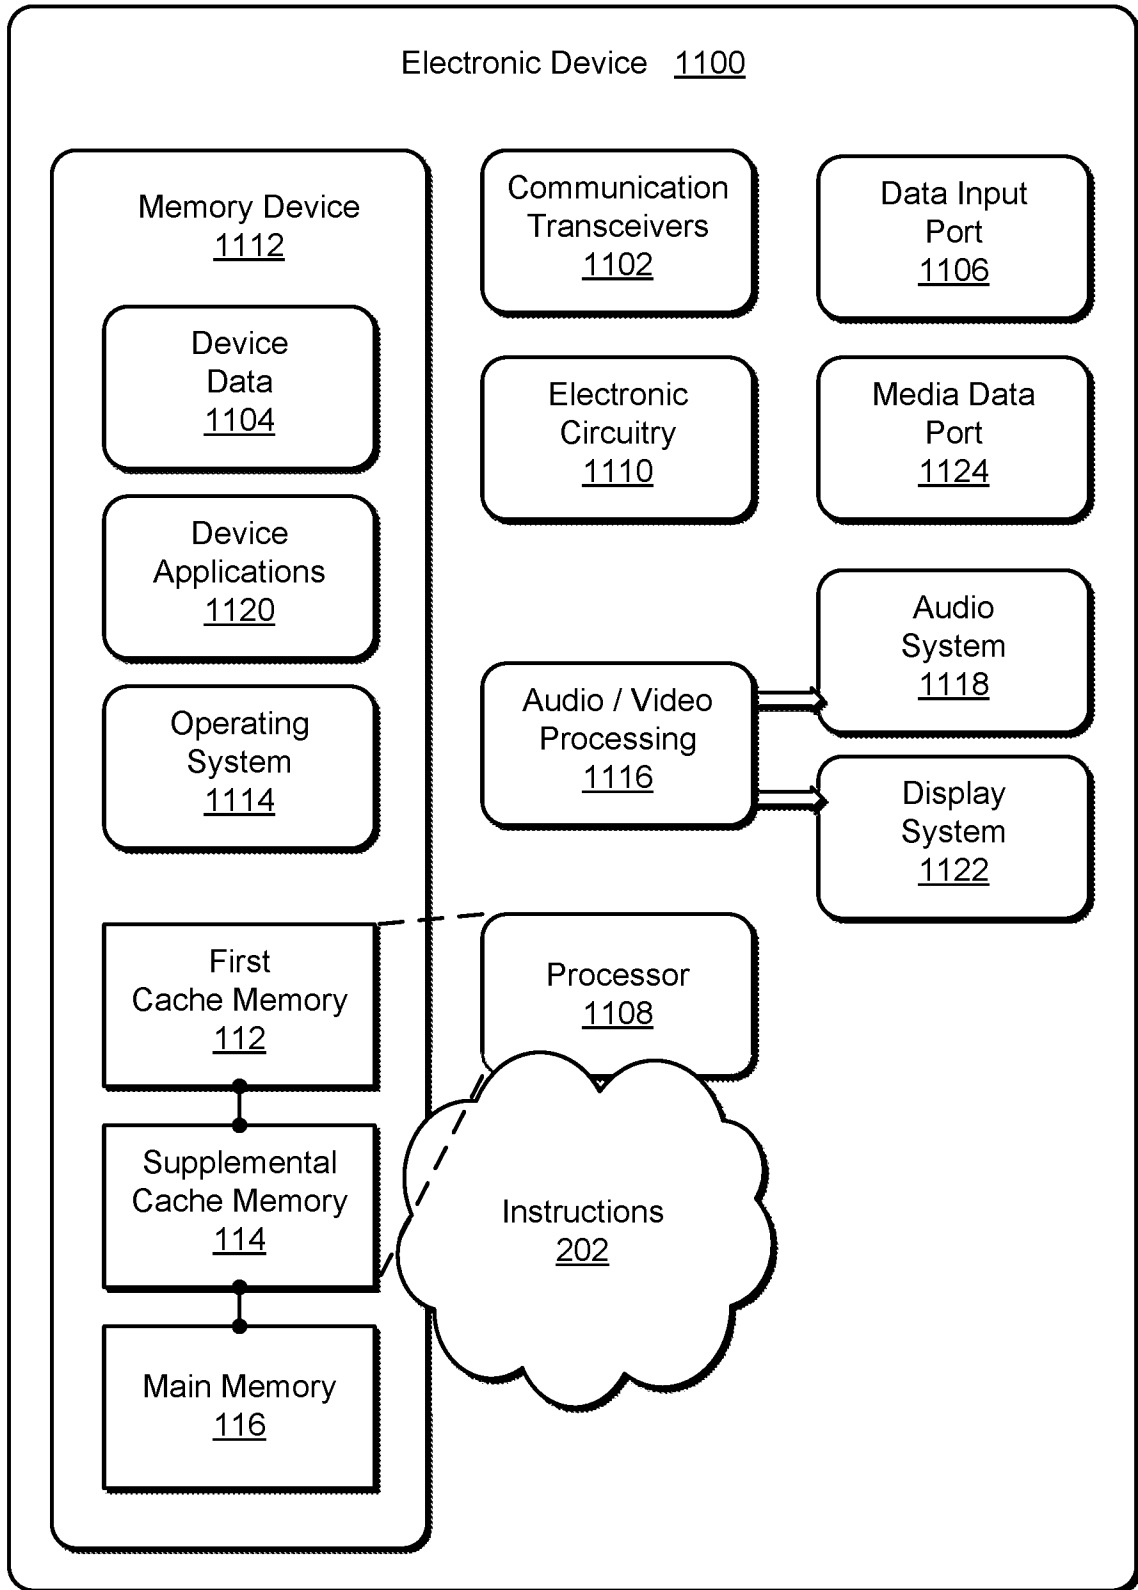 Electronic Device 1100
Memory Device
1112
Device
Data
1104
Device
Applications
1120
Operating
System
1114
First
Cache Memory
112
Supplemental
Cache Memory
114
Main Memory
116
Communication
Transceivers
1102
Electronic
Circuitry
1110
Audio / Video
Processing
1116
Processor
1108
Instructions
202
Data Input
Port
1106
Media Data
Port
1124
Audio
System
1118
Display
System
1122